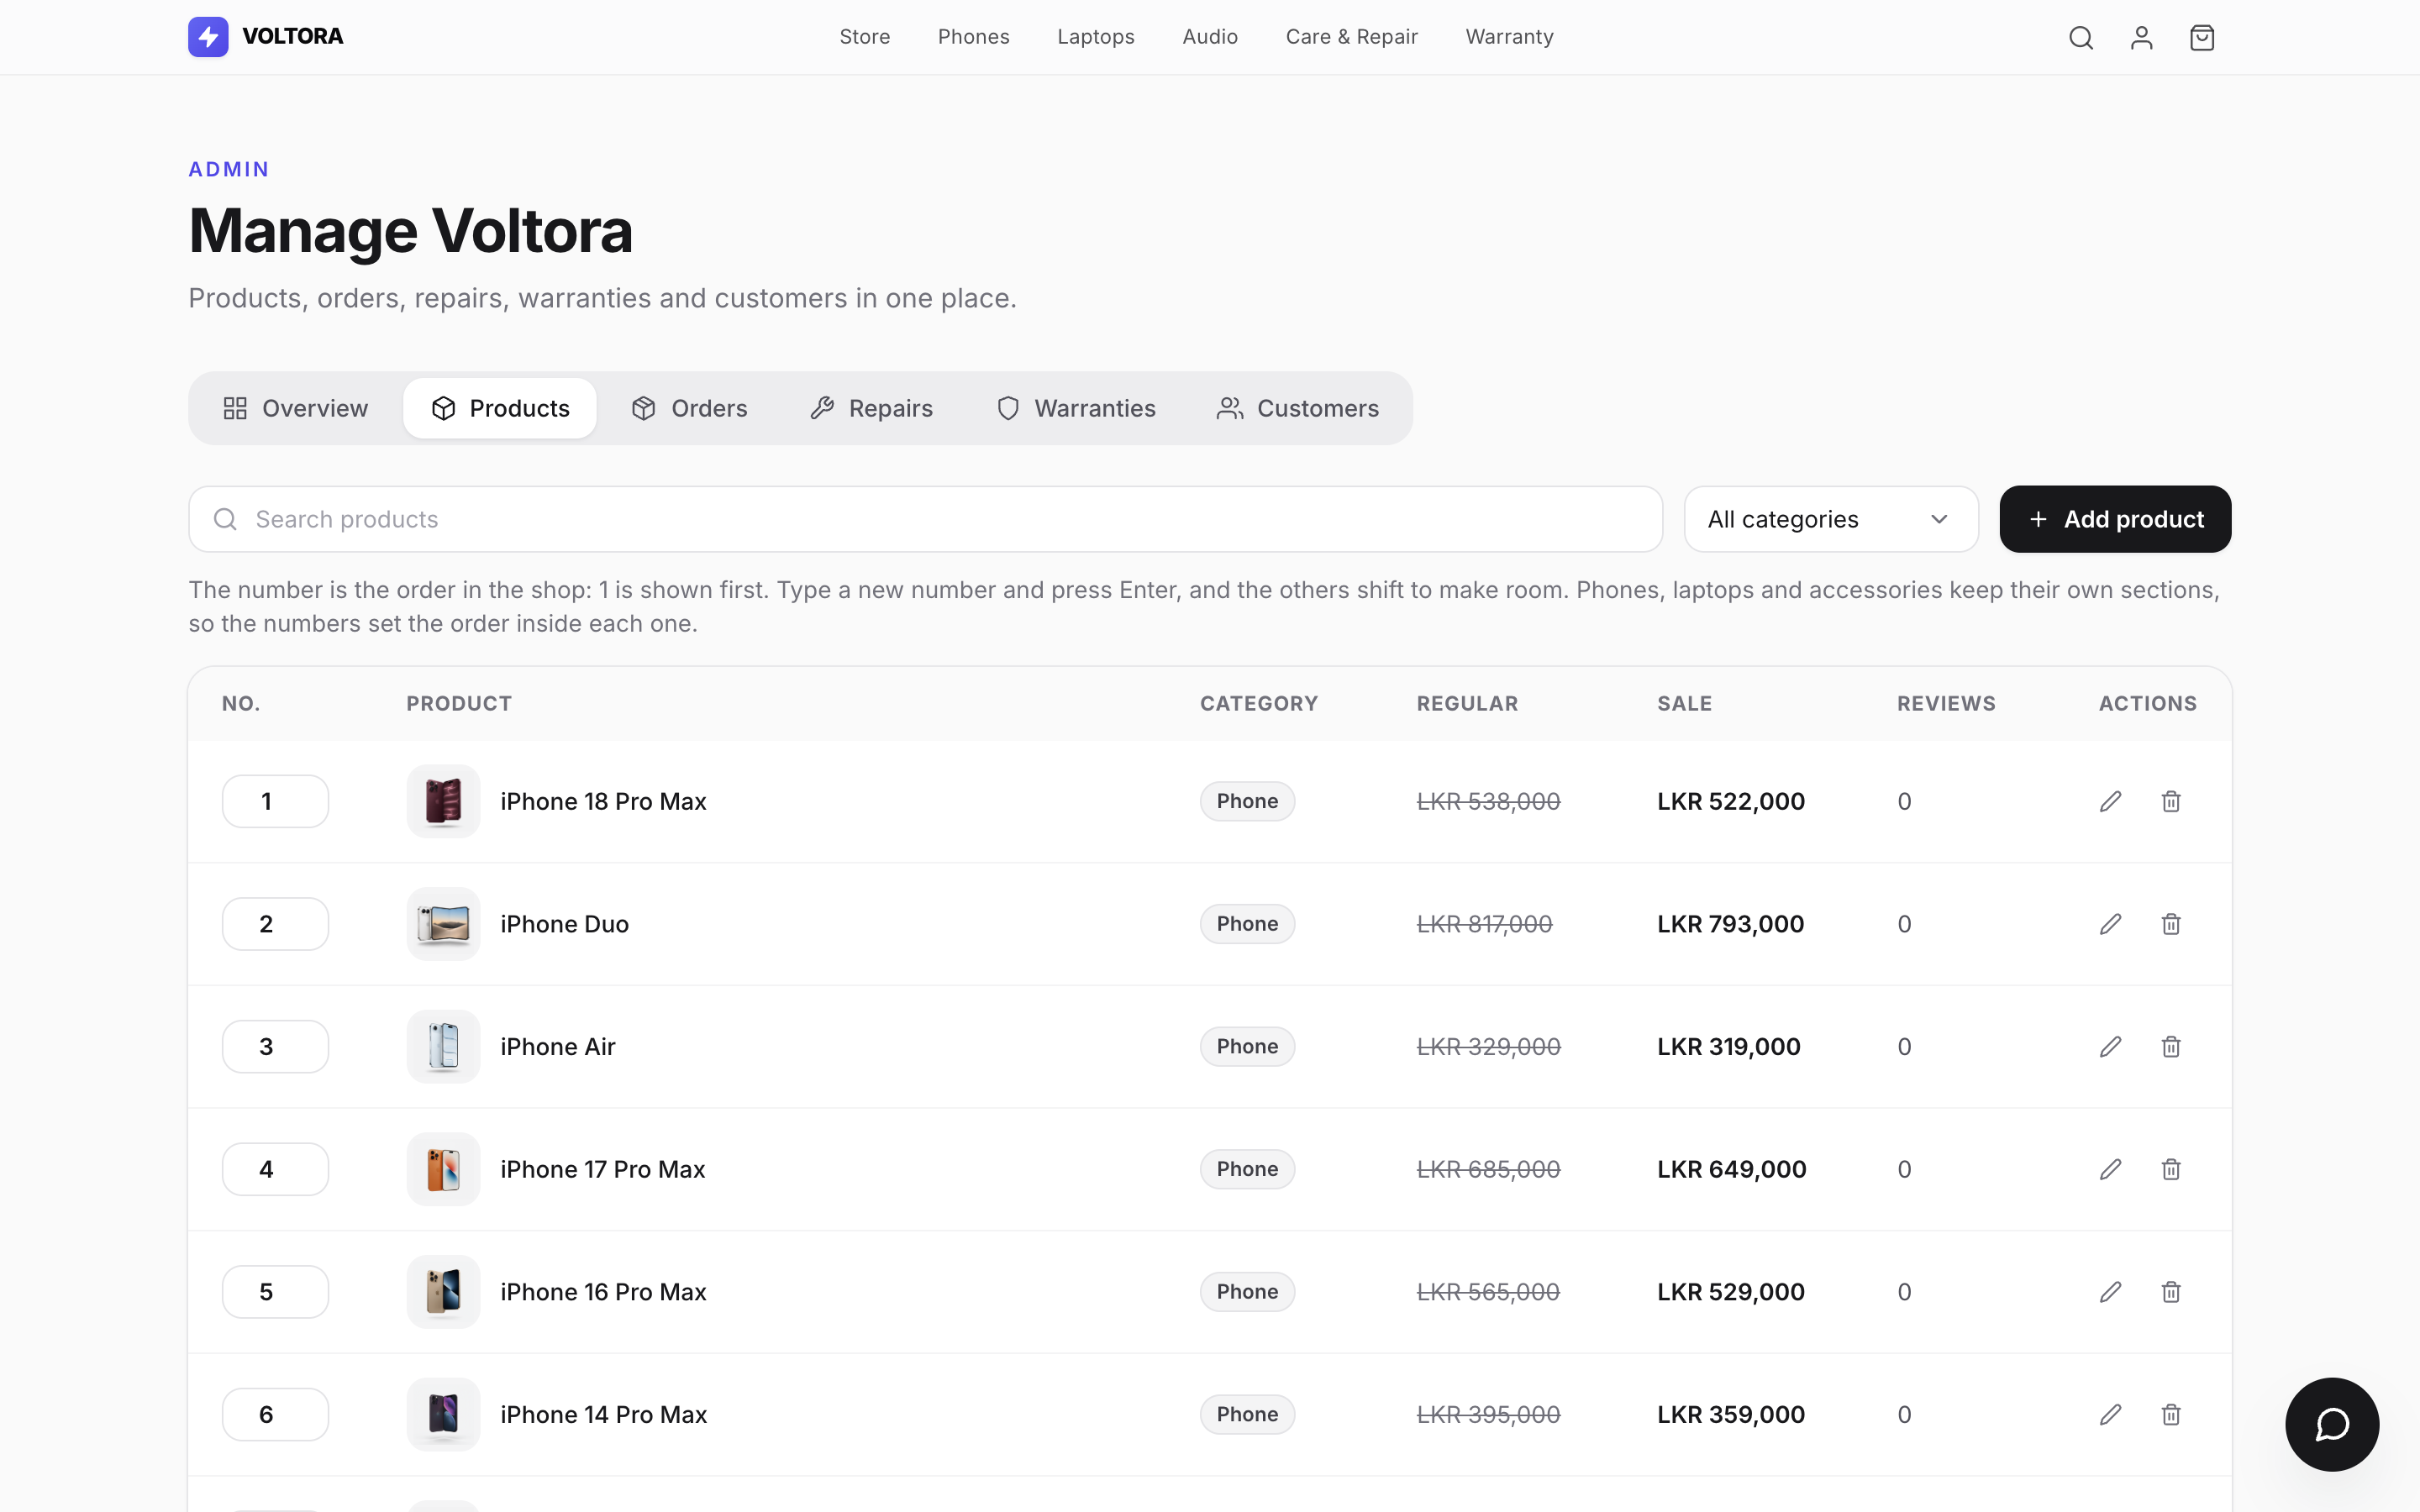 VOLTORA
Store Phones Laptops Audio Care & Repair Warranty
ADMIN
Manage Voltora
Products, orders, repairs, warranties and customers in one place.
Overview Products Orders Repairs Warranties Customers
Search products All categories Add product
The number is the order in the shop: 1 is shown first. Type a new number and press Enter, and the others shift to make room. Phones, laptops and accessories keep their own sections,
so the numbers set the order inside each one.
NO. PRODUCT CATEGORY REGULAR SALE REVIEWS ACTIONS
1 iPhone 18 Pro Max Phone LKR 538,000 LKR 522,000 0
2 iPhone Duo Phone LKR 817,000 LKR 793,000 0
3 iPhone Air Phone LKR 329,000 LKR 319,000 0
4 iPhone 17 Pro Max Phone LKR 685,000 LKR 649,000 0
5 iPhone 16 Pro Max Phone LKR 565,000 LKR 529,000 0
6 iPhone 14 Pro Max Phone LKR 395,000 LKR 359,000 0